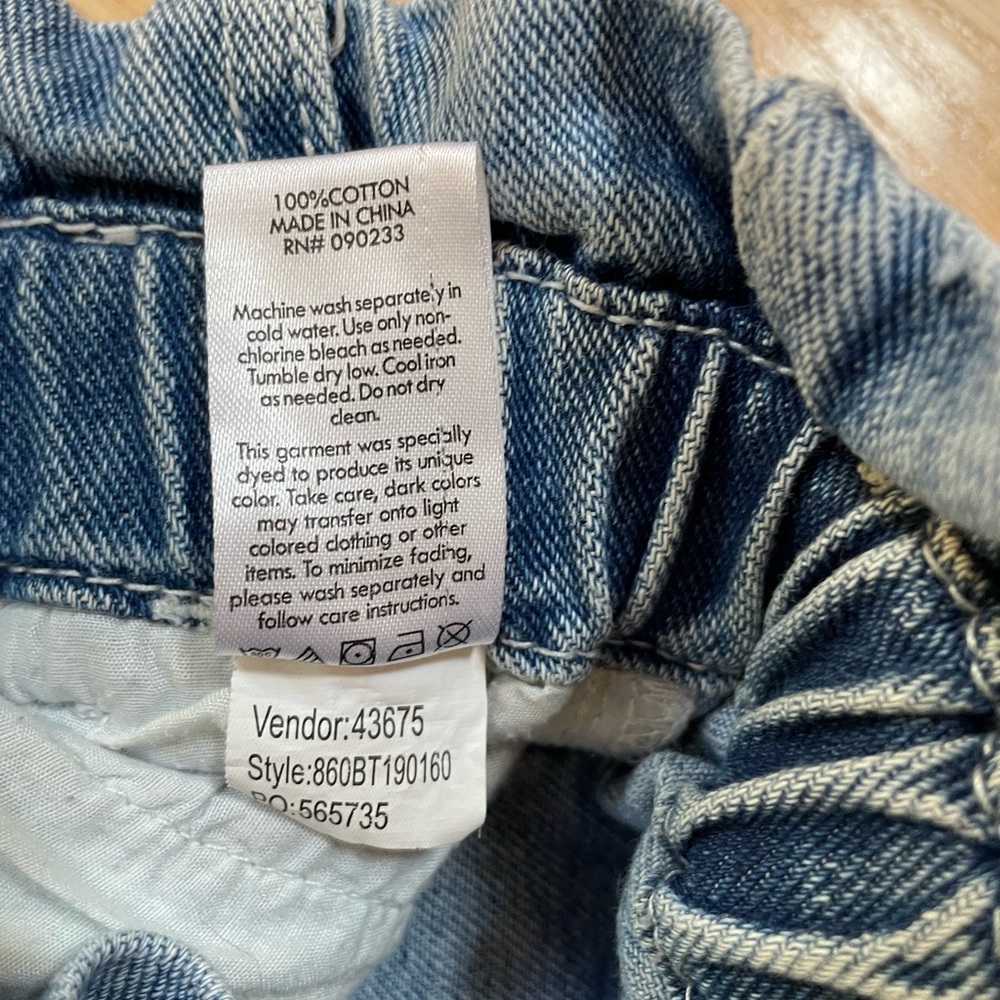 100%COTTON
MADE IN CHINA
RN# 090233
Machine wash separately in
cold water. Use only non-
chlorine bleach as needed.
Tumble dry low. Cool iron
as needed. Do not dry
clean.
This garment was specially
dyed to produce its unique
color. Take care, dark colors
may transfer onto light
colored clothing or other
items. To minimize fading,
please wash separately and
follow care instructions.
Vendor:43675
Style:860BT190160
PO:565735